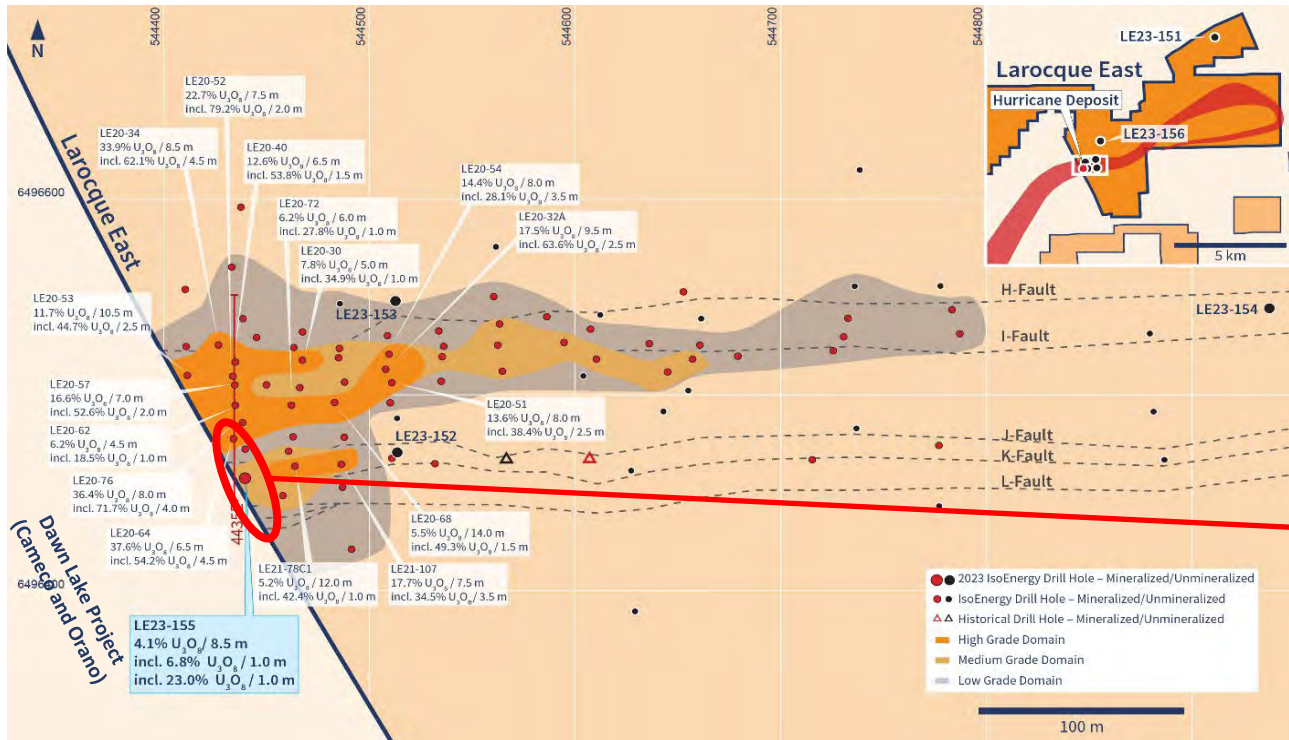 N
544400
544500
544600
544700
544800
6496600
6496400
LE20-52
22.7% U3O8 / 7.5 m
incl. 79.2% U3O8 / 2.0 m
LE20-34
33.9% U3O8 / 8.5 m
incl. 62.1% U3O8 / 4.5 m
LE20-40
12.6% U3O8 / 6.5 m
incl. 53.8% U3O8 / 1.5 m
LE20-54
14.4% U3O8 / 8.0 m
incl. 28.1% U3O8 / 3.5 m
LE20-72
6.2% U3O8 / 6.0 m
incl. 27.8% U3O8 / 1.0 m
LE20-32A
17.5% U3O8 / 9.5 m
incl. 63.6% U3O8 / 2.5 m
LE20-30
7.8% U3O8 / 5.0 m
incl. 34.9% U3O8 / 1.0 m
LE20-53
11.7% U3O8 / 10.5 m
incl. 44.7% U3O8 / 2.5 m
LE20-57
16.6% U3O8 / 7.0 m
incl. 52.6% U3O8 / 2.0 m
LE20-62
6.2% U3O8 / 4.5 m
incl. 18.5% U3O8 / 1.0 m
LE20-76
36.4% U3O8 / 8.0 m
incl. 71.7% U3O8 / 4.0 m
LE20-64
37.6% U3O8 / 6.5 m
incl. 54.2% U3O8 / 4.5 m
LE20-51
13.6% U3O8 / 8.0 m
incl. 38.4% U3O8 / 2.5 m
LE20-68
5.5% U3O8 / 14.0 m
incl. 49.3% U3O8 / 1.5 m
LE21-78C1
5.2% U3O8 / 12.0 m
incl. 42.4% U3O8 / 1.0 m
LE21-107
17.7% U3O8 / 7.5 m
incl. 34.5% U3O8 / 3.5 m
LE23-155
4.1% U3O8 / 8.5 m
incl. 6.8% U3O8 / 1.0 m
incl. 23.0% U3O8 / 1.0 m
LE23-153
LE23-152
LE23-154
H-Fault
I-Fault
J-Fault
K-Fault
L-Fault
Larocque East
Dawn Lake Project
(Cameco and Orano)
LE23-151
Larocque East
Hurricane Deposit
LE23-156
5 km
2023 IsoEnergy Drill Hole – Mineralized/Unmineralized
IsoEnergy Drill Hole – Mineralized/Unmineralized
Historical Drill Hole – Mineralized/Unmineralized
High Grade Domain
Medium Grade Domain
Low Grade Domain
100 m